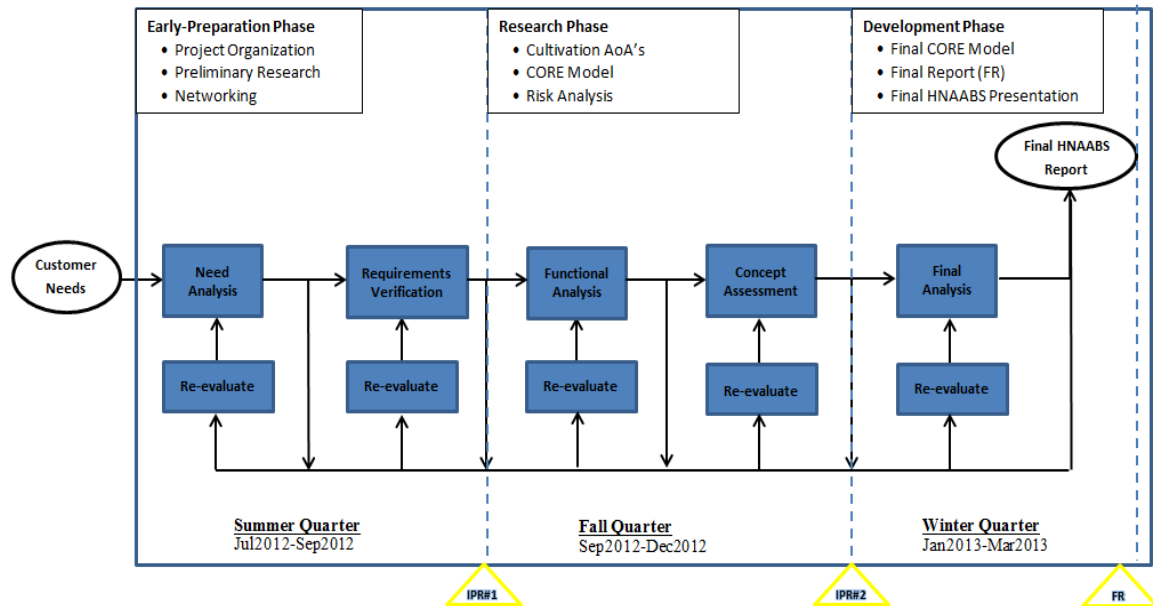 Early-Preparation Phase
• Project Organization
• Preliminary Research
• Networking
Research Phase
• Cultivation AoA's
• CORE Model
• Risk Analysis
Development Phase
• Final CORE Model
• Final Report (FR)
• Final HNAABS Presentation
Final HNAABS
Report
Customer
Needs
Need
Analysis
Requirements
Verification
Functional
Analysis
Concept
Assessment
Final
Analysis
Re-evaluate
Re-evaluate
Re-evaluate
Re-evaluate
Re-evaluate
Summer Quarter
Jul2012-Sep2012
Fall Quarter
Sep2012-Dec2012
Winter Quarter
Jan2013-Mar2013
IPR#1
IPR#2
FR